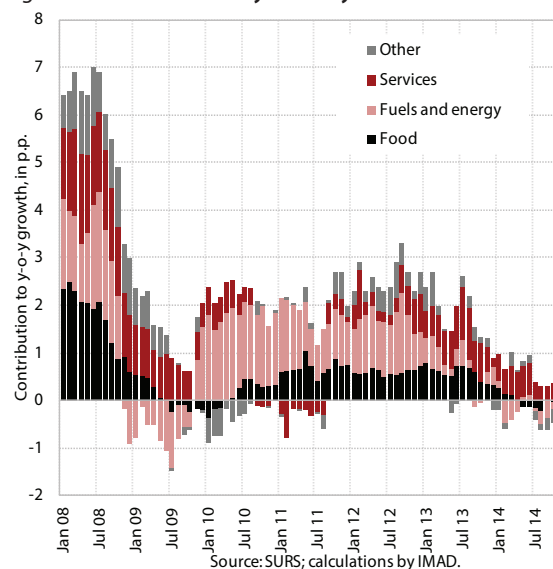 8
7
6
5
4
3
2
1
0
-1
-2
Contribution to y-o-y growth, in p.p.
Other
Services
Fuels and energy
Food
Jan 08
Jul 08
Jan 09
Jul 09
Jan 10
Jul 10
Jan 11
Jul 11
Jan 12
Jul 12
Jan 13
Jul 13
Jan 14
Jul 14
Source: SURS; calculations by IMAD.